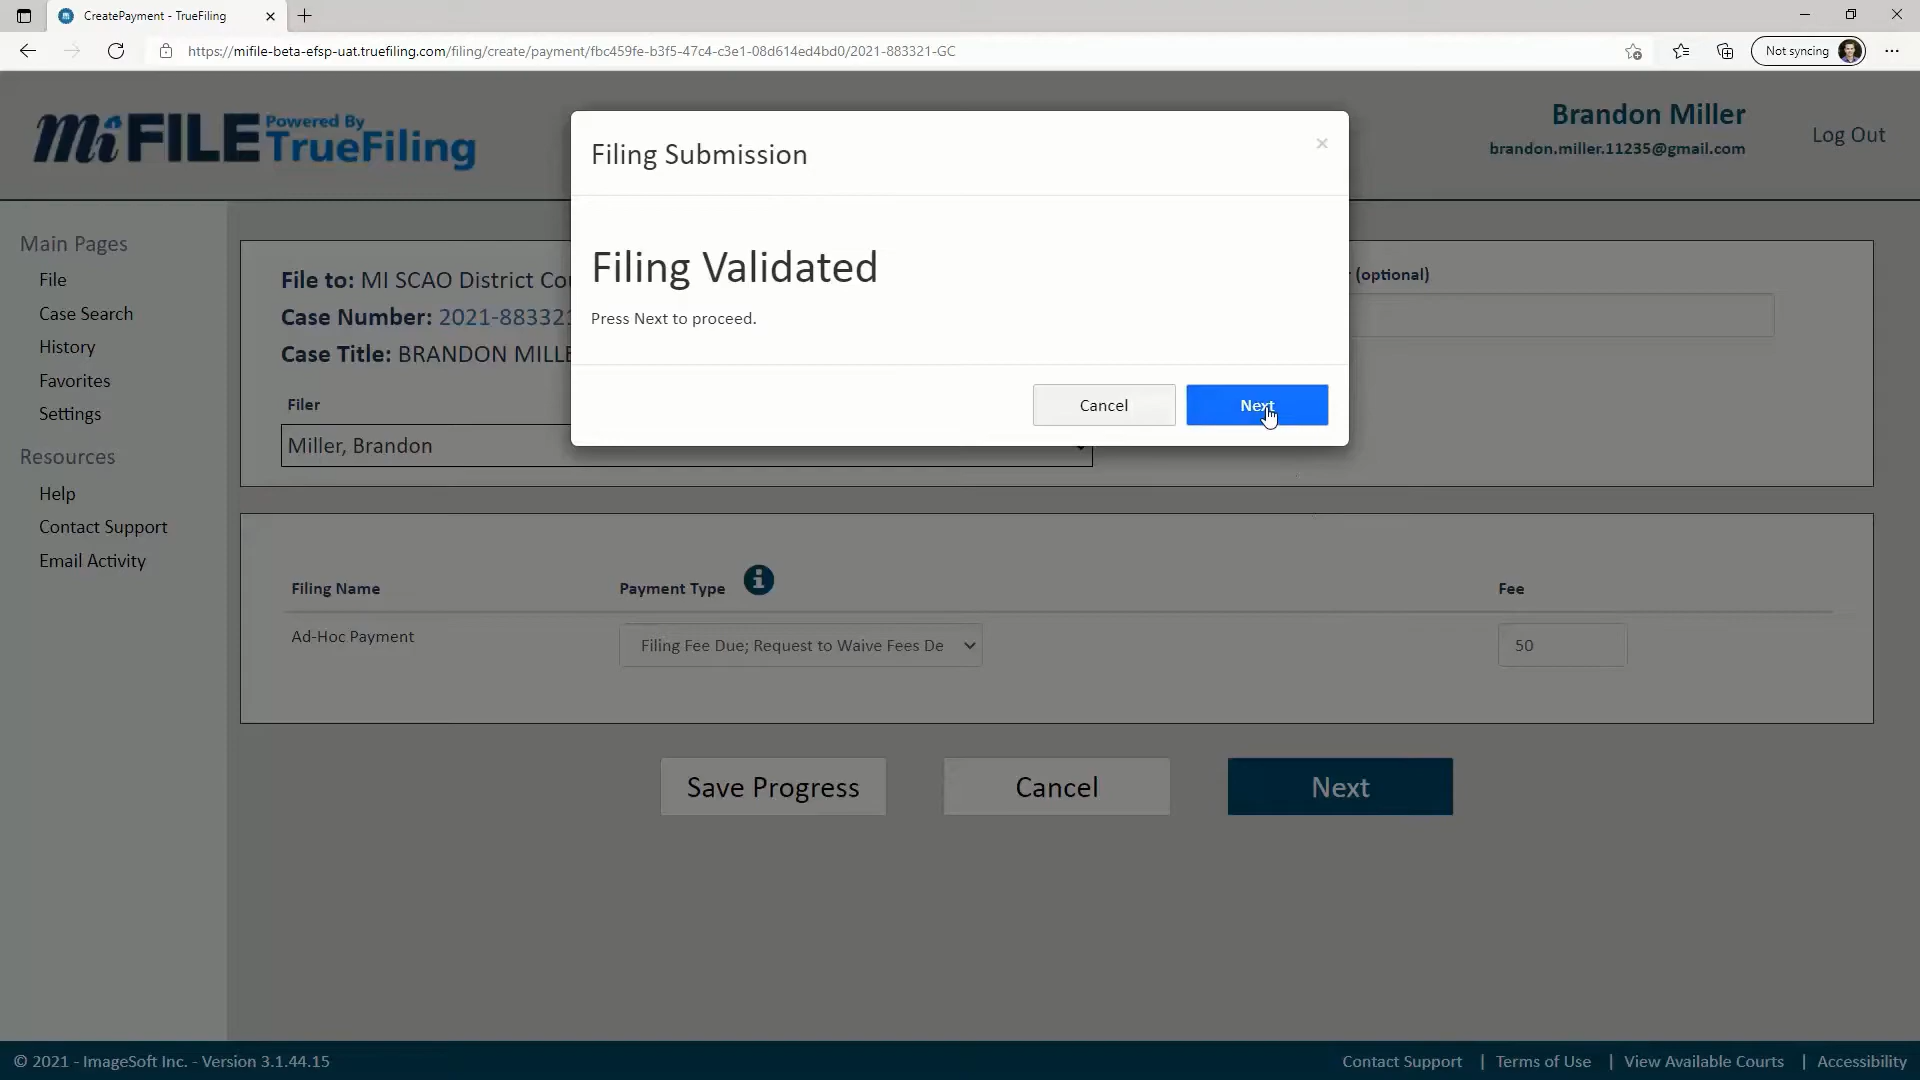 CreatePayment - TrueFiling
https://mifile-beta-efsp-uat.truefiling.com/filing/create/payment/fbc459fe-b3f5-47c4-c3e1-08d614ed4bd0/2021-883321-GC
Not syncing
MiFILE Powered By TrueFiling
Brandon Miller
brandon.miller.11235@gmail.com
Log Out
Filing Submission
×
Filing Validated
Press Next to proceed.
Cancel
Next
Main Pages
File
Case Search
History
Favorites
Settings
Resources
Help
Contact Support
Email Activity
File to: MI SCAO District Co
Case Number: 2021-883321
Case Title: BRANDON MILLE
(optional)
Filer
Miller, Brandon
Filing Name
Payment Type
Fee
Ad-Hoc Payment
Filing Fee Due; Request to Waive Fees De
50
Save Progress
Cancel
Next
© 2021 - ImageSoft Inc. - Version 3.1.44.15
Contact Support | Terms of Use | View Available Courts | Accessibility